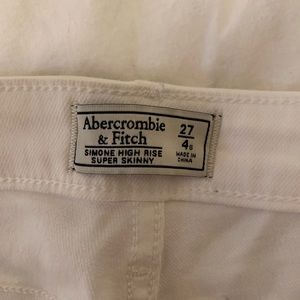 Abercrombie
& Fitch
SIMONE HIGH RISE
SUPER SKINNY
27
4S
MADE IN
CHINA